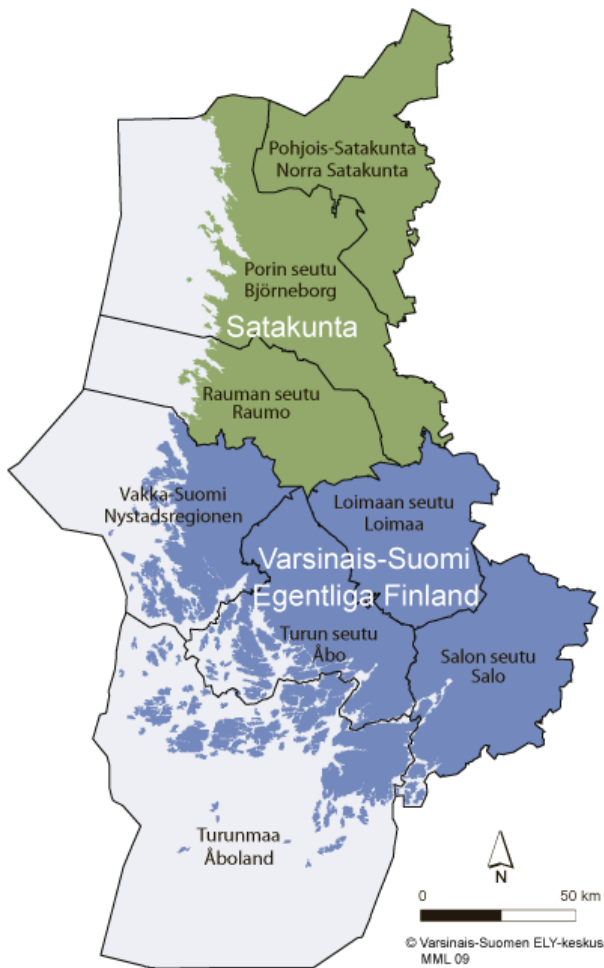 Pohjois-Satakunta
Norra Satakunta
Porin seutu
Björneborg
Satakunta
Rauman seutu
Raumo
Vakka-Suomi
Nystadsregionen
Loimaan seutu
Loimaa
Varsinais-Suomi
Egentliga Finland
Turun seutu
Åbo
Salon seutu
Salo
Turunmaa
Åboland
N
0 50 km
© Varsinais-Suomen ELY-keskus
MML 09